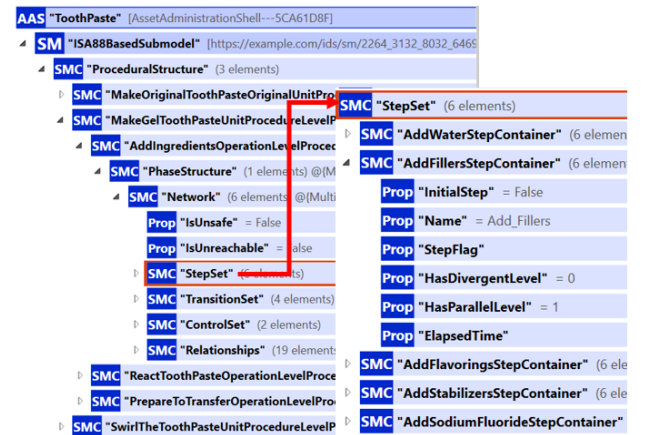 AAS "ToothPaste" [AssetAdministrationShell---5CA61D8F]
SM "ISA88BasedSubmodel" [https://example.com/ids/sm/2264_3132_8032_6469
SMC "ProceduralStructure" (3 elements)
SMC "MakeOriginalToothPasteOriginalUnitPro
SMC "MakeGelToothPasteUnitProcedureLevelP
SMC "AddIngredientsOperationLevelProced
SMC "PhaseStructure" (1 elements) @{M
SMC "Network" (6 elements) @{Multi
Prop "IsUnsafe" = False
Prop "IsUnreachable" = False
SMC "StepSet" (6 elements)
SMC "TransitionSet" (4 elements)
SMC "ControlSet" (2 elements)
SMC "Relationships" (19 elements
SMC "ReactToothPasteOperationLevelProce
SMC "PrepareToTransferOperationLevelPro
SMC "SwirlTheToothPasteUnitProcedureLevelP
SMC "StepSet" (6 elements)
SMC "AddWaterStepContainer" (6 elemen
SMC "AddFillersStepContainer" (6 elemen
Prop "InitialStep" = False
Prop "Name" = Add_Fillers
Prop "StepFlag"
Prop "HasDivergentLevel" = 0
Prop "HasParallelLevel" = 1
Prop "ElapsedTime"
SMC "AddFlavoringsStepContainer" (6 ele
SMC "AddStabilizersStepContainer" (6 ele
SMC "AddSodiumFluorideStepContainer"